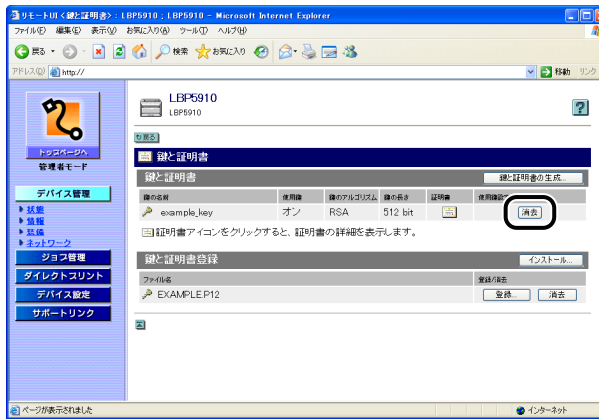 リモートUI <鍵と証明書> : LBP5910 ; LBP5910 - Microsoft Internet Explorer
ファイル(F) 編集(E) 表示(V) お気に入り(A) ツール(T) ヘルプ(H)
戻る 検索 お気に入り
アドレス(D) http:// 移動 リンク
LBP5910
LBP5910
戻る
トップページへ
管理者モード
鍵と証明書
鍵と証明書 鍵と証明書の生成...
鍵の名前 使用鍵 鍵のアルゴリズム 鍵の長さ 証明書
example_key オン RSA 512 bit 消去
証明書アイコンをクリックすると、証明書の詳細を表示します。
鍵と証明書登録 インストール...
ファイル名 登録/消去
EXAMPLE.P12 登録... 消去
デバイス管理
状態
情報
装備
ネットワーク
ジョブ管理
ダイレクトプリント
デバイス設定
サポートリンク
ページが表示されました インターネット